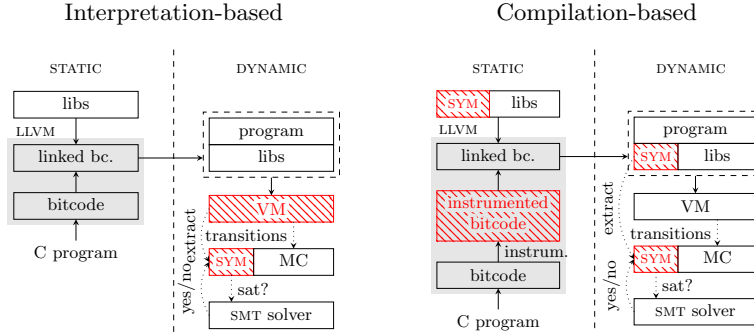 Interpretation-based
STATIC
DYNAMIC
libs
LLVM
linked bc.
bitcode
C program
program
libs
VM
extract
transitions
SYM
MC
yes/no
sat?
SMT solver
Compilation-based
STATIC
DYNAMIC
SYM
libs
LLVM
linked bc.
instrumented
bitcode
instrum.
bitcode
C program
program
SYM
libs
extract
VM
transitions
SYM
MC
yes/no
sat?
SMT solver